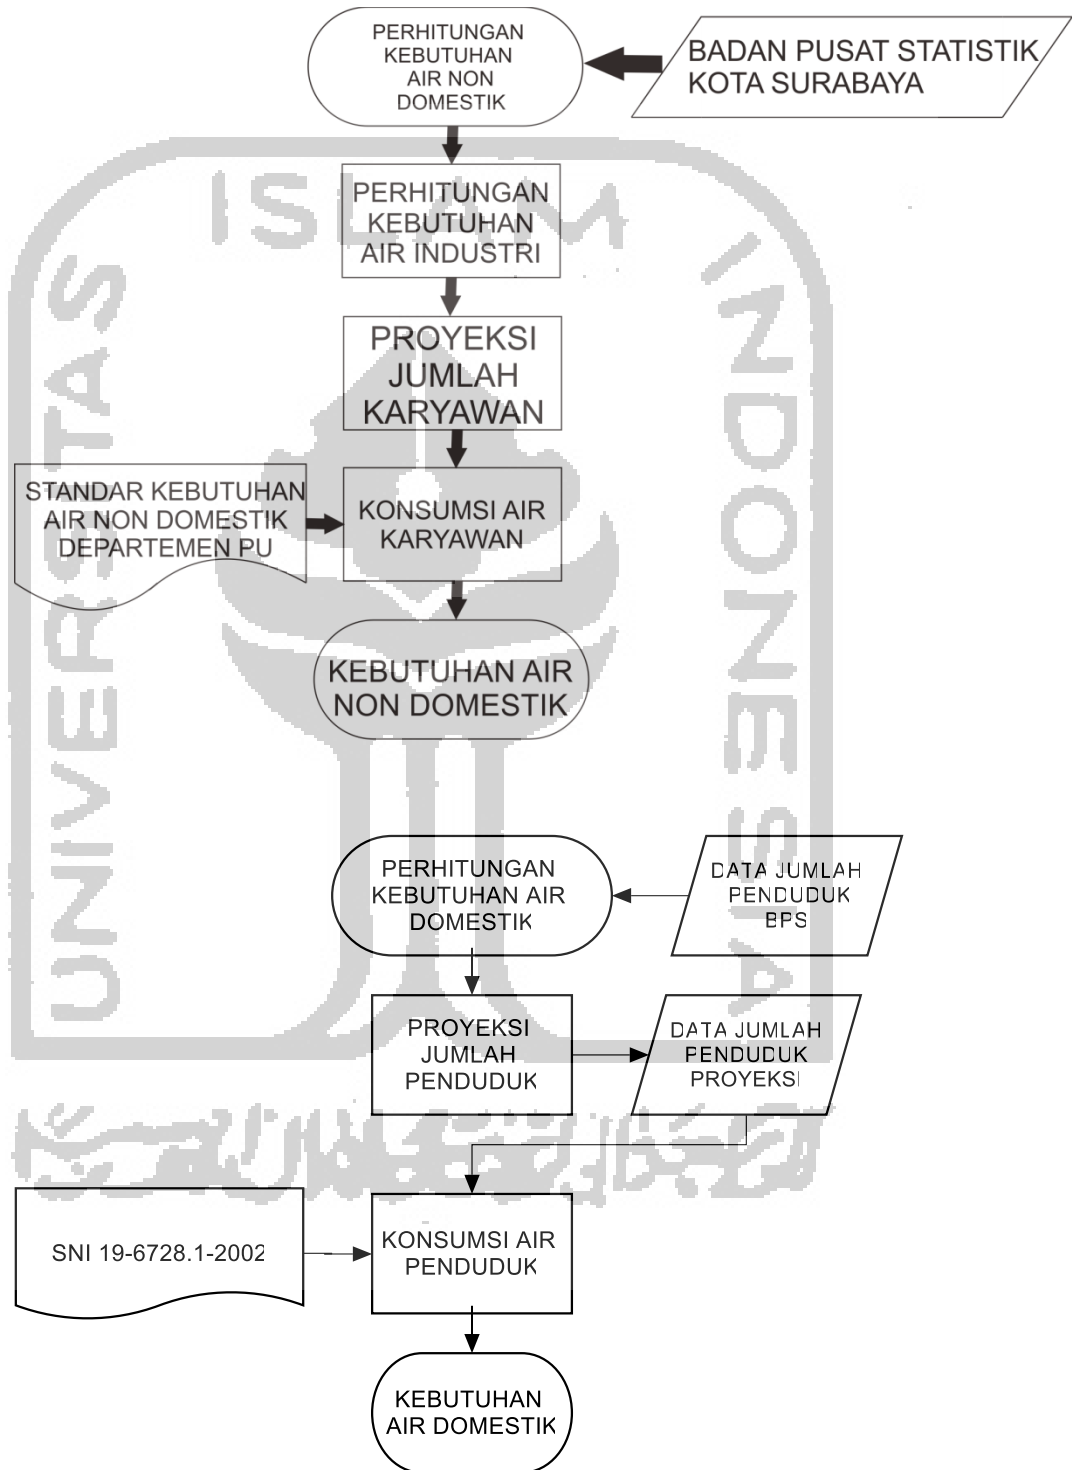 PERHITUNGAN
KEBUTUHAN
AIR NON
DOMESTIK
BADAN PUSAT STATISTIK
KOTA SURABAYA
PERHITUNGAN
KEBUTUHAN
AIR INDUSTRI
PROYEKSI
JUMLAH
KARYAWAN
STANDAR KEBUTUHAN
AIR NON DOMESTIK
DEPARTEMEN PU
KONSUMSI AIR
KARYAWAN
KEBUTUHAN AIR
NON DOMESTIK
PERHITUNGAN
KEBUTUHAN AIR
DOMESTIK
DATA JUMLAH
PENDUDUK
BPS
PROYEKSI
JUMLAH
PENDUDUK
DATA JUMLAH
PENDUDUK
PROYEKSI
SNI 19-6728.1-2002
KONSUMSI AIR
PENDUDUK
KEBUTUHAN
AIR DOMESTIK
UNIVERSITAS
ISLAM
INDONESIA